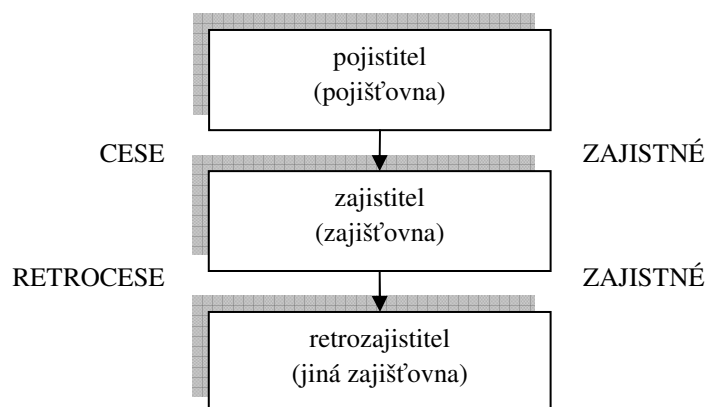 pojistitel
(pojišťovna)
CESE
ZAJISTNÉ
zajistitel
(zajišťovna)
RETROCESE
ZAJISTNÉ
retrozajistitel
(jiná zajišťovna)